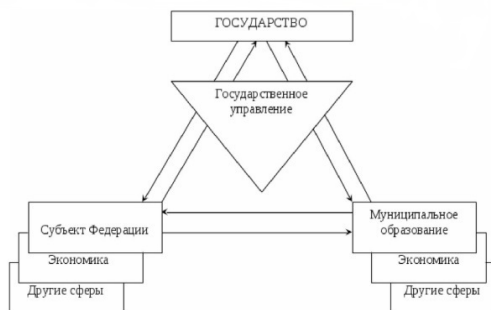 ГОСУДАРСТВО
Государственное
управление
Субъект Федерации
Экономика
Другие сферы
Муниципальное
образование
Экономика
Другие сферы